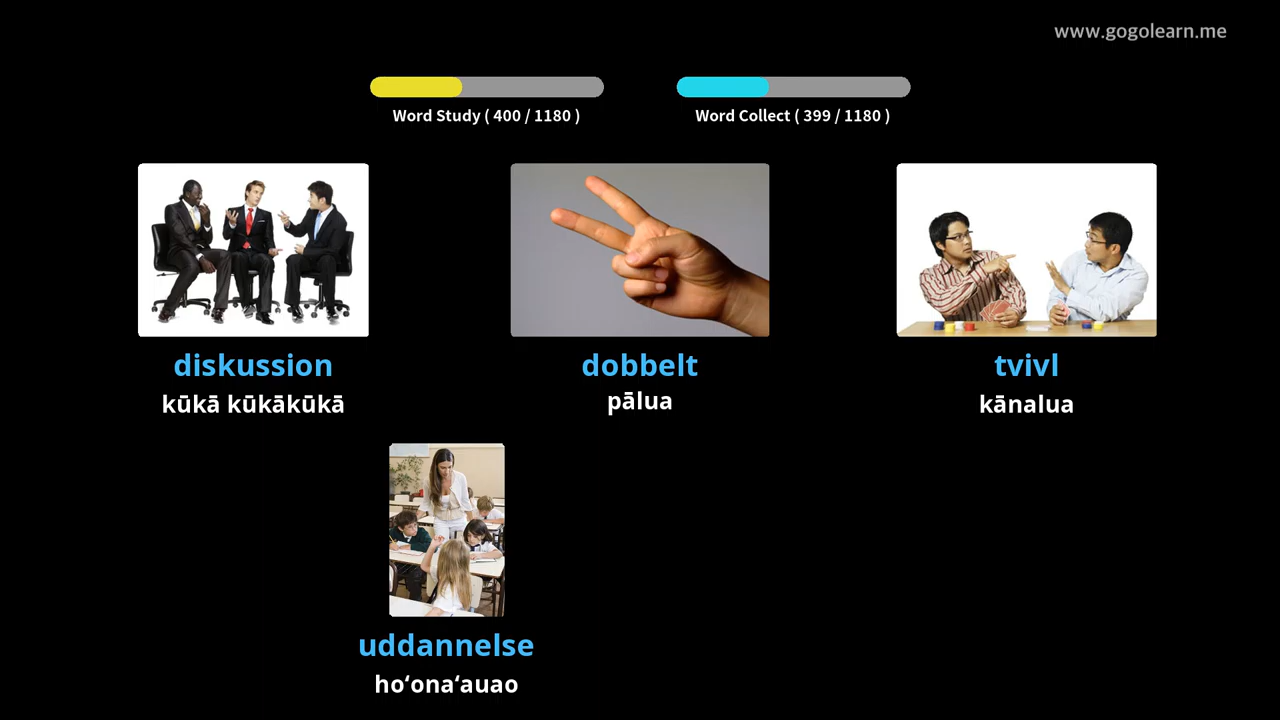 www.gogolearn.me
Word Study ( 400 / 1180 )
Word Collect ( 399 / 1180 )
diskussion
kūkā kūkākūkā
dobbelt
pālua
tvivl
kānalua
uddannelse
hoʻonaʻauao